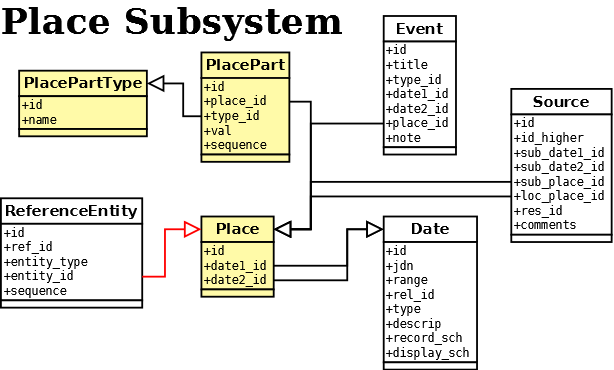 Place Subsystem
PlacePartType
+id
+name
PlacePart
+id
+place_id
+type_id
+val
+sequence
Event
+id
+title
+type_id
+date1_id
+date2_id
+place_id
+note
Source
+id
+id_higher
+sub_date1_id
+sub_date2_id
+sub_place_id
+loc_place_id
+res_id
+comments
ReferenceEntity
+id
+ref_id
+entity_type
+entity_id
+sequence
Place
+id
+date1_id
+date2_id
Date
+id
+jdn
+range
+rel_id
+type
+descrip
+record_sch
+display_sch